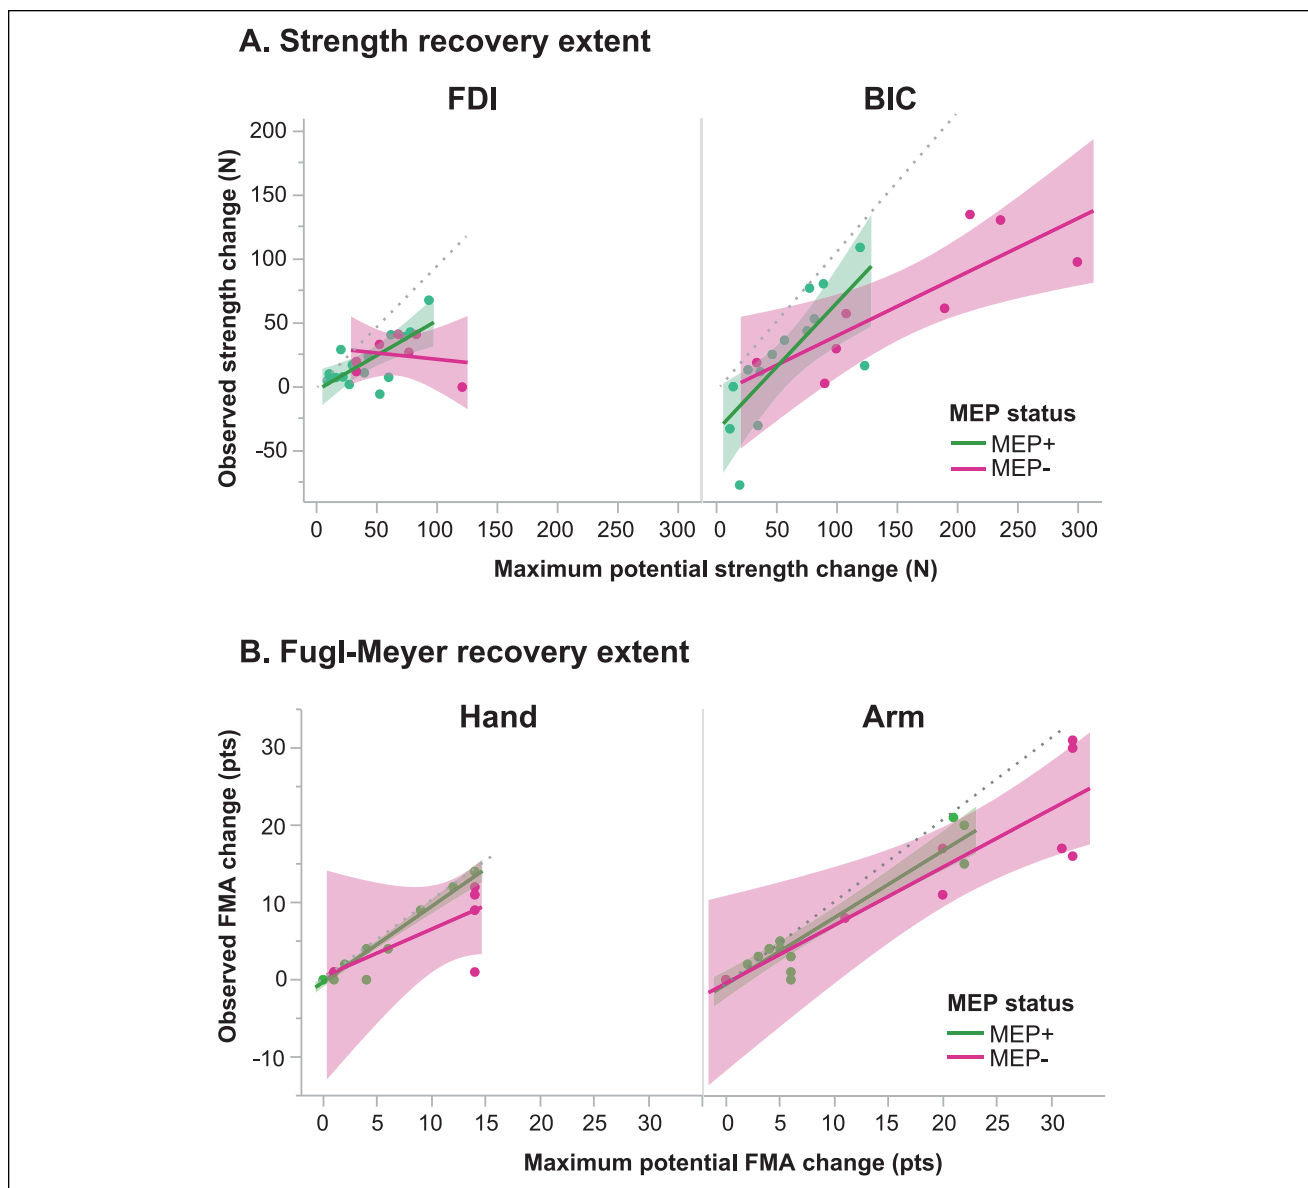 A. Strength recovery extent
FDI
BIC
Observed strength change (N)
200
150
100
50
0
-50
MEP status
MEP+
MEP-
0 50 100 150 200 250 300
0 50 100 150 200 250 300
Maximum potential strength change (N)
B. Fugl-Meyer recovery extent
Hand
Arm
Observed FMA change (pts)
30
20
10
0
-10
MEP status
MEP+
MEP-
0 5 10 15 20 20 30
0 5 10 20 20 30
Maximum potential FMA change (pts)